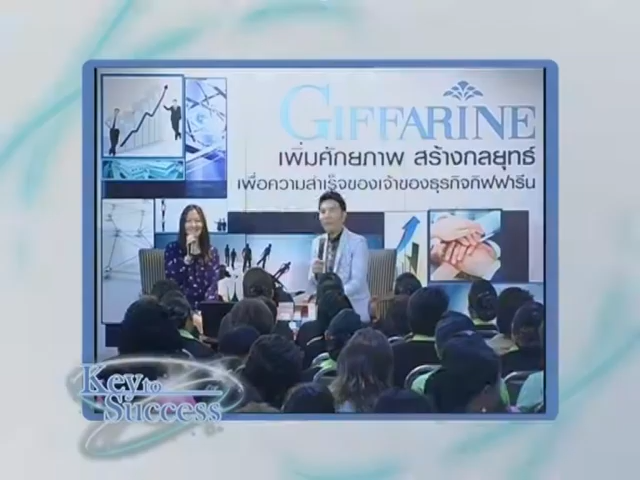 GIFFARINE
เพิ่มศักยภาพ สร้างกลยุทธ์
เพื่อความสำเร็จของเจ้าของธุรกิจกิฟฟารีน
Key to
Success